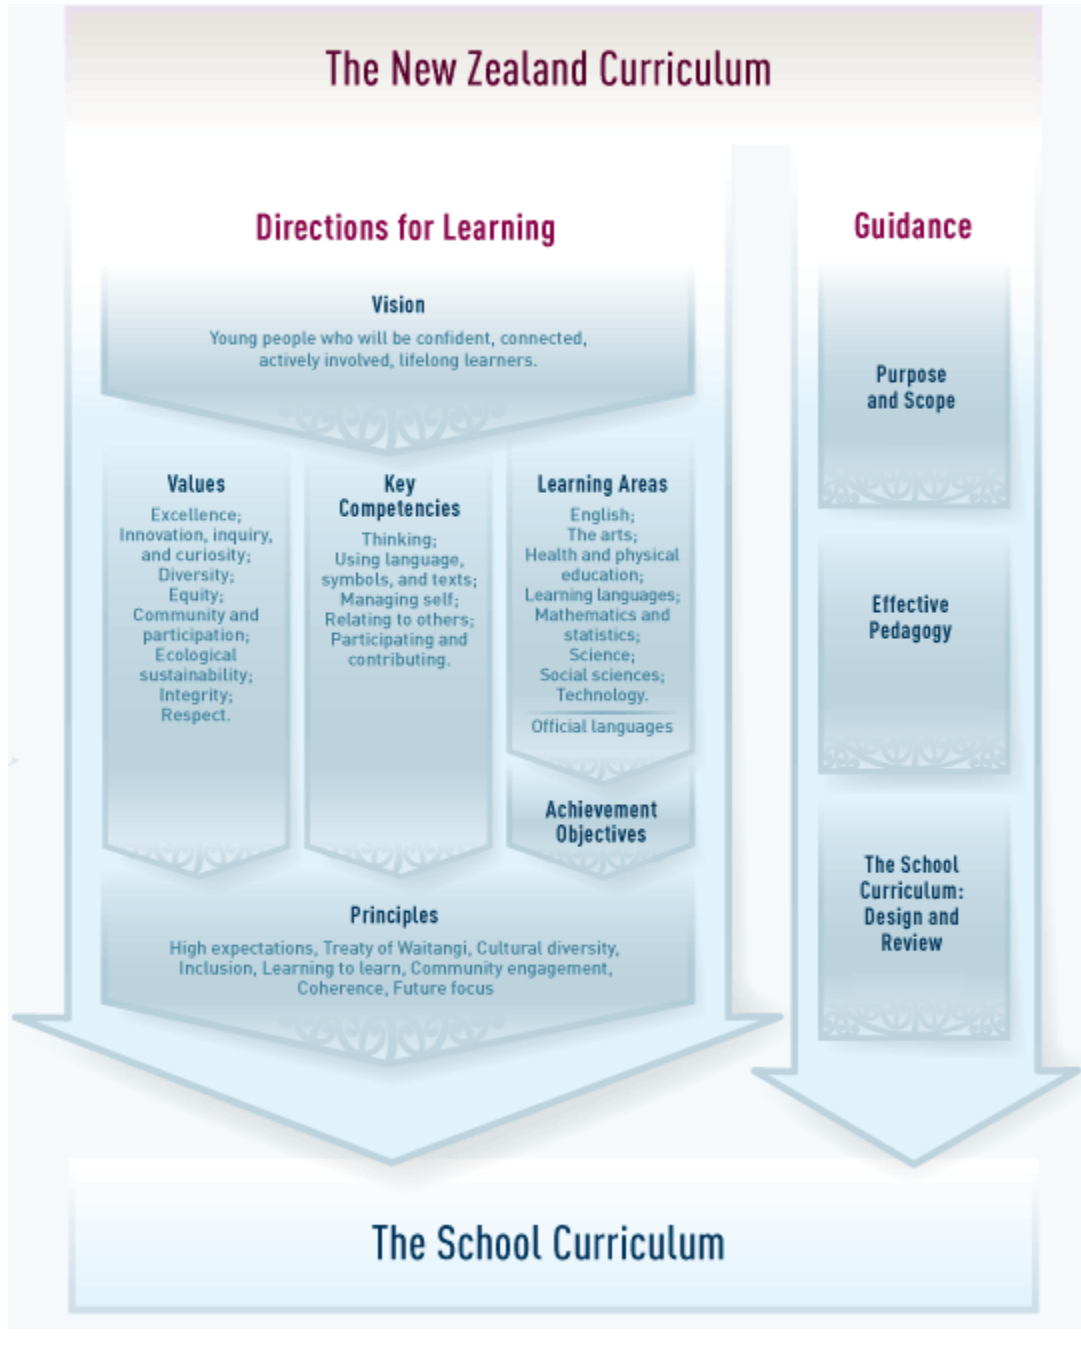 The New Zealand Curriculum
Directions for Learning
Vision
Young people who will be confident, connected,
actively involved, lifelong learners.
Values
Excellence;
Innovation, inquiry,
and curiosity;
Diversity;
Equity;
Community and
participation;
Ecological
sustainability;
Integrity;
Respect.
Key
Competencies
Thinking;
Using language,
symbols, and texts;
Managing self;
Relating to others;
Participating and
contributing.
Learning Areas
English;
The arts;
Health and physical
education;
Learning languages;
Mathematics and
statistics;
Science;
Social sciences;
Technology.
Official languages
Achievement
Objectives
Principles
High expectations, Treaty of Waitangi, Cultural diversity,
Inclusion, Learning to learn, Community engagement,
Coherence, Future focus
Guidance
Purpose
and Scope
Effective
Pedagogy
The School
Curriculum:
Design and
Review
The School Curriculum